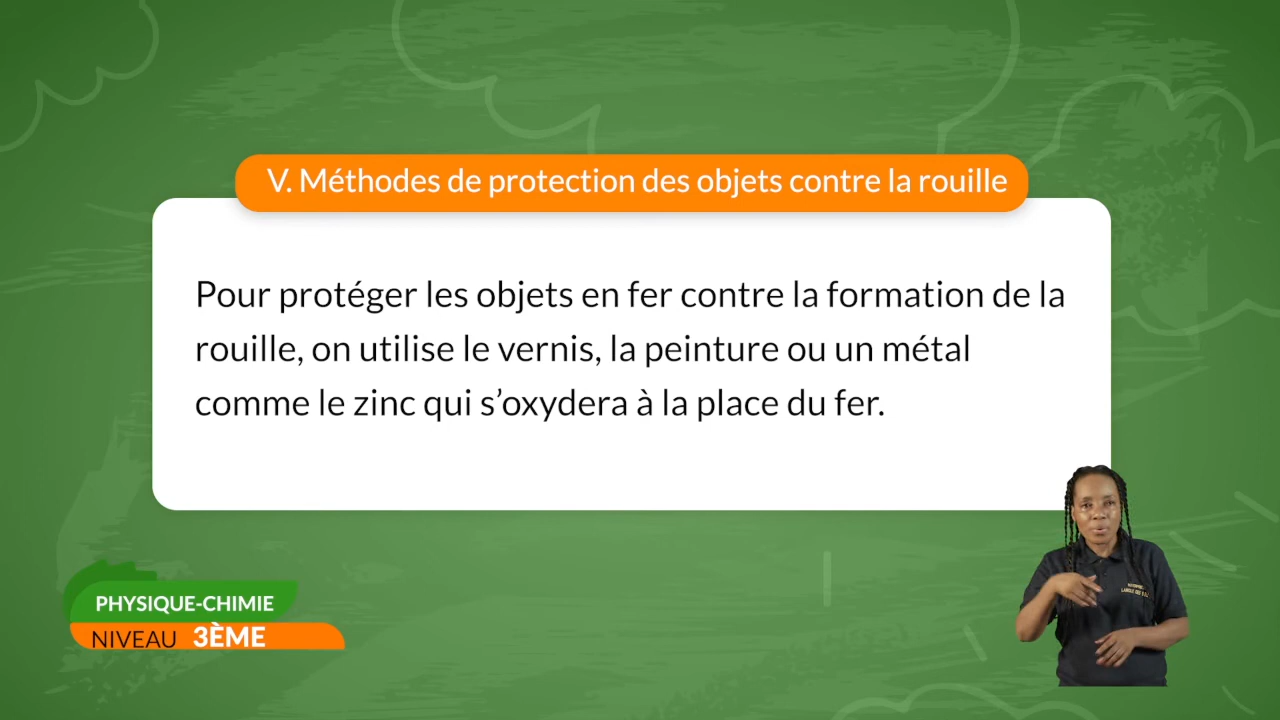 V. Méthodes de protection des objets contre la rouille
Pour protéger les objets en fer contre la formation de la
rouille, on utilise le vernis, la peinture ou un métal
comme le zinc qui s’oxydera à la place du fer.
PHYSIQUE-CHIMIE
NIVEAU 3ÈME